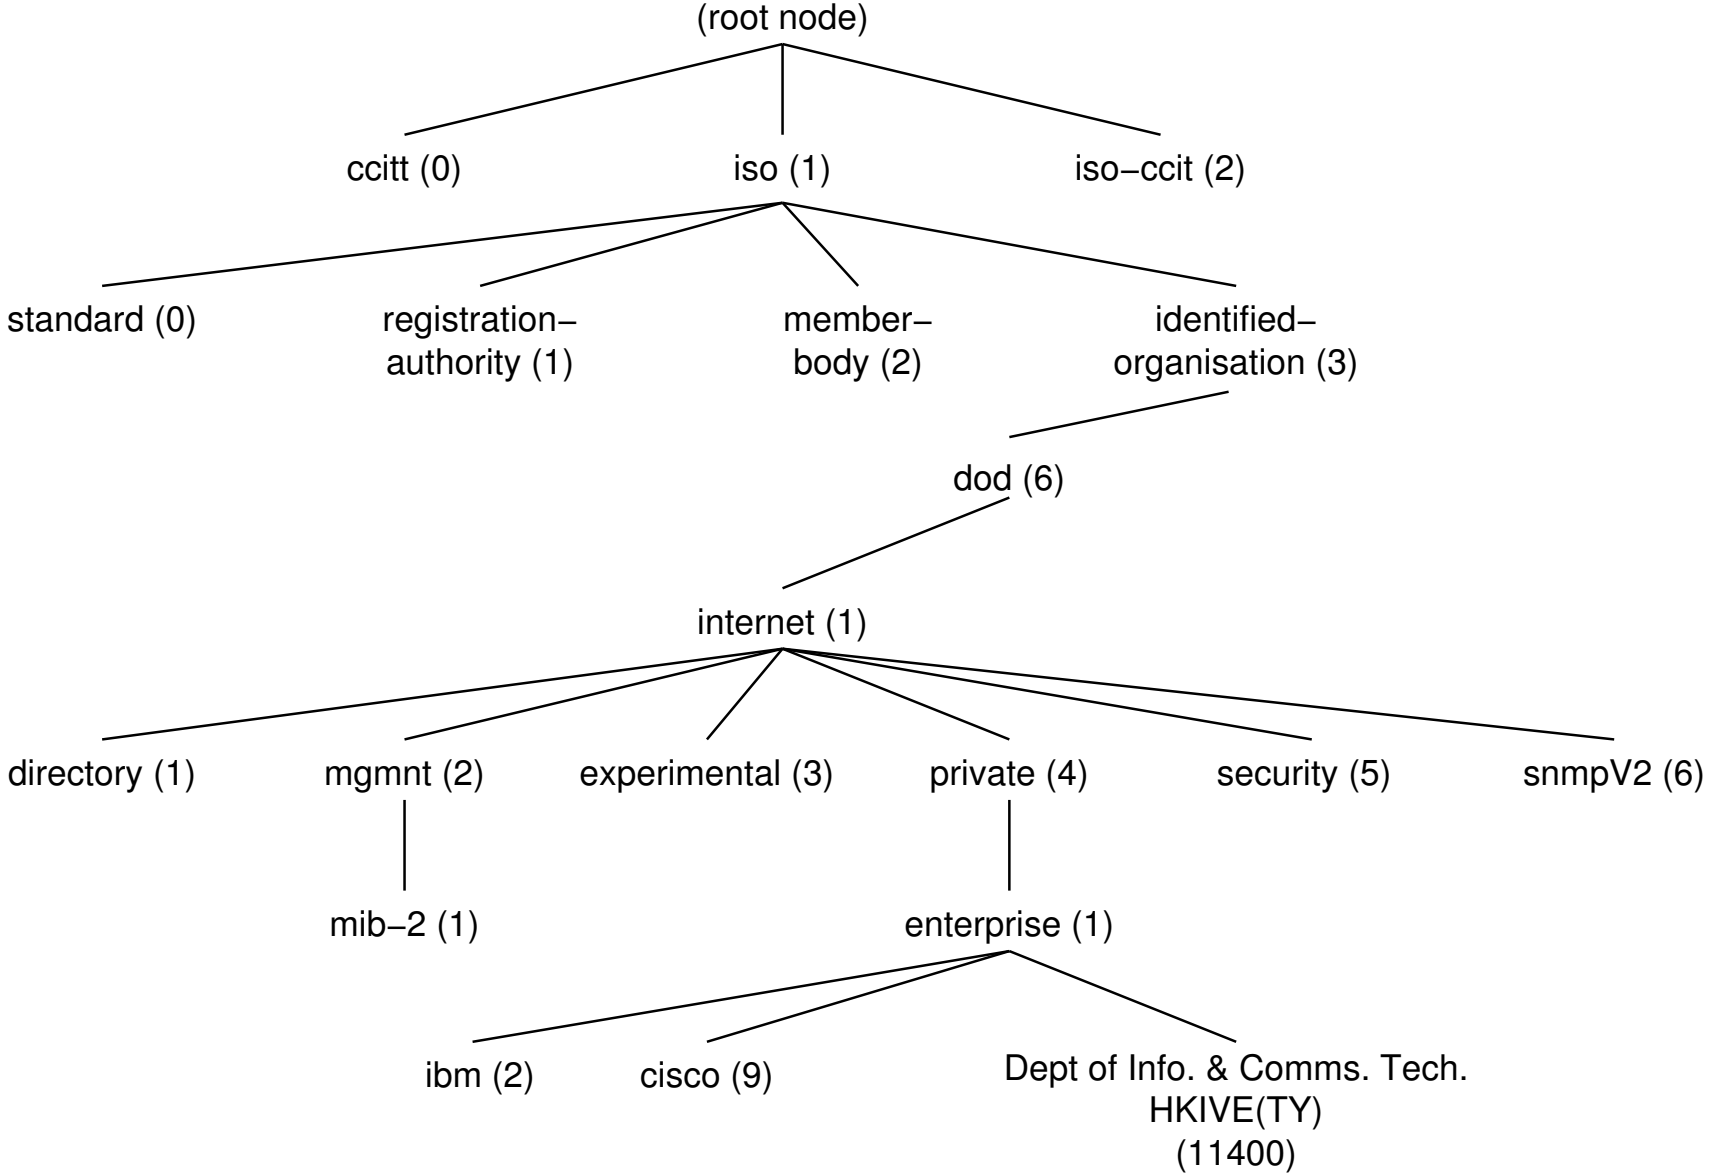 (root node)
ccitt (0)
iso (1)
iso−ccit (2)
standard (0)
registration−
authority (1)
member−
body (2)
identified−
organisation (3)
dod (6)
internet (1)
directory (1)
mgmnt (2)
experimental (3)
private (4)
security (5)
snmpV2 (6)
mib−2 (1)
enterprise (1)
ibm (2)
cisco (9)
Dept of Info. & Comms. Tech.
HKIVE(TY)
(11400)